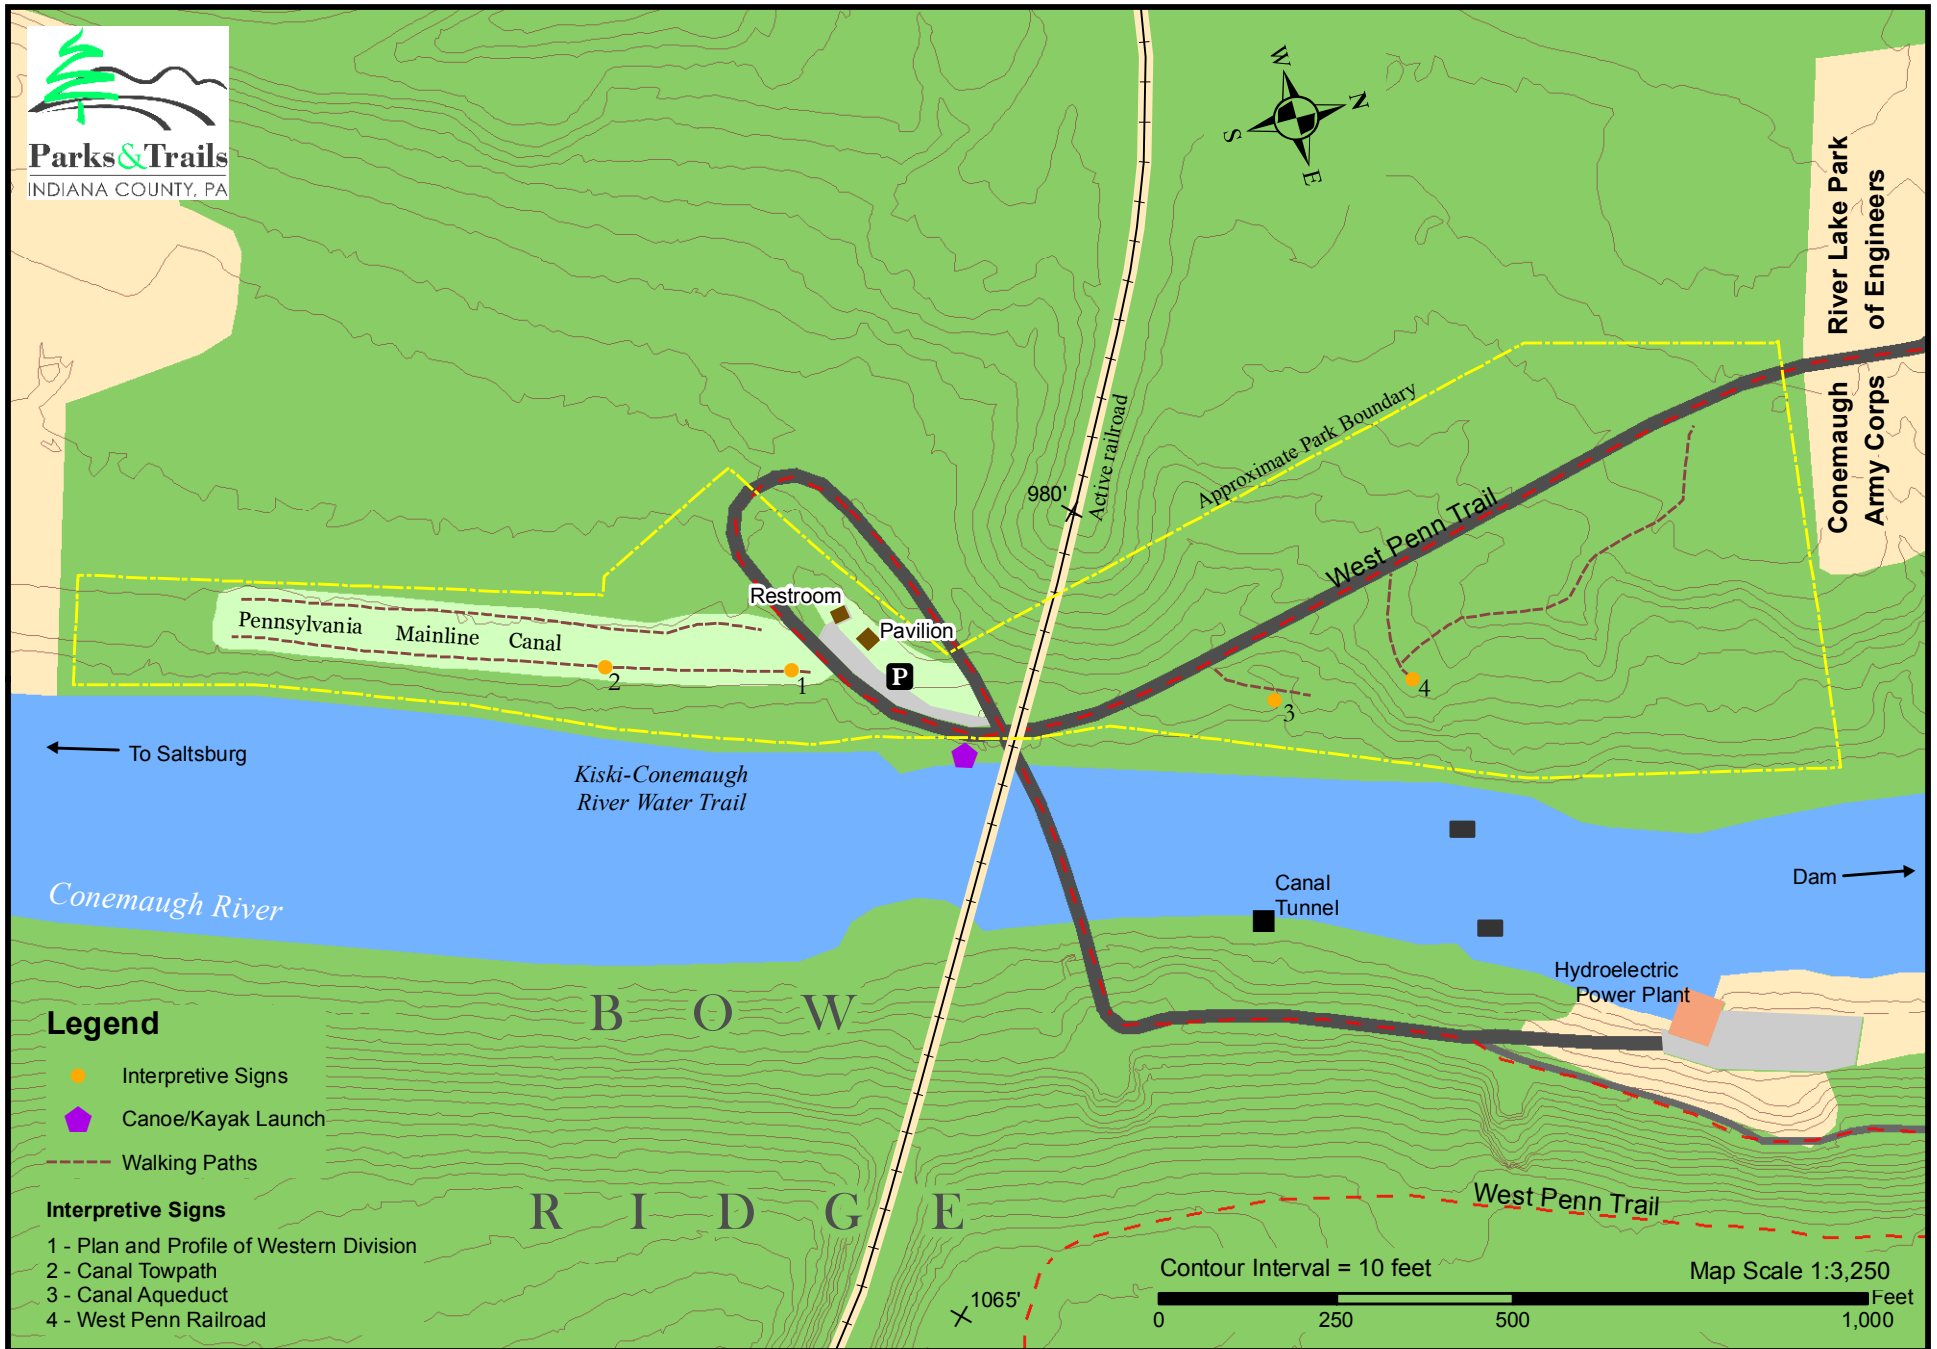 Parks&Trails
INDIANA COUNTY, PA
W
N
S
E
Conemaugh River Lake Park
Army Corps of Engineers
Active railroad
980'
Approximate Park Boundary
West Penn Trail
Restroom
Pavilion
P
Pennsylvania Mainline Canal
2
1
3
4
To Saltsburg
Kiski-Conemaugh
River Water Trail
Conemaugh River
Canal
Tunnel
Dam
Hydroelectric
Power Plant
BOW
RIDGE
Legend
Interpretive Signs
Canoe/Kayak Launch
Walking Paths
Interpretive Signs
1 - Plan and Profile of Western Division
2 - Canal Towpath
3 - Canal Aqueduct
4 - West Penn Railroad
West Penn Trail
1065'
Contour Interval = 10 feet
Map Scale 1:3,250
Feet
0 250 500 1,000